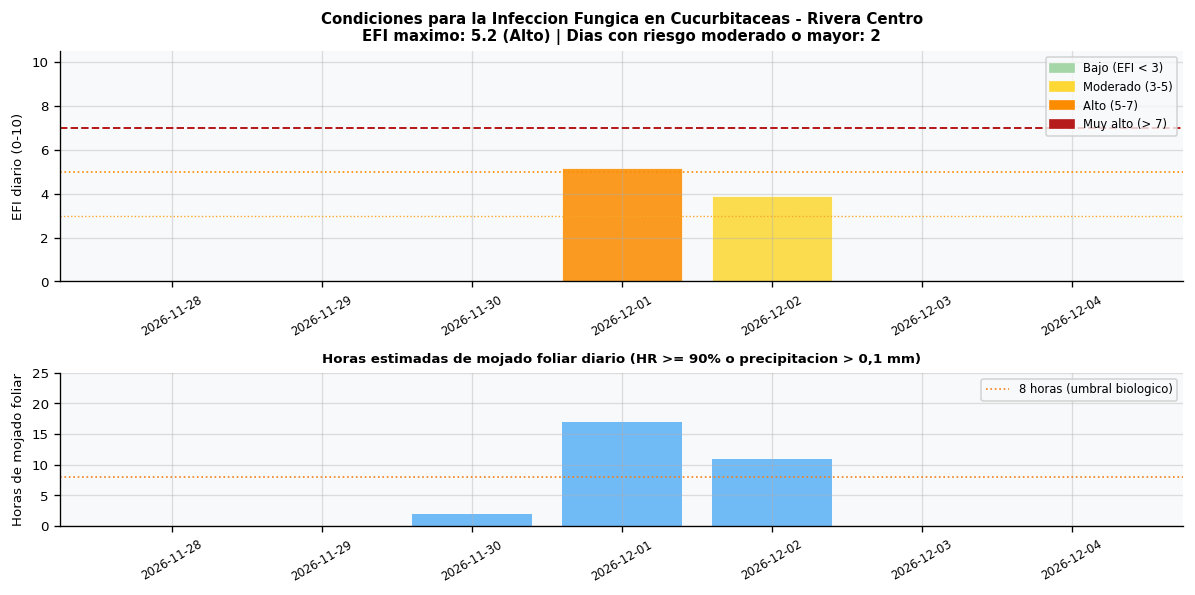 Condiciones para la Infeccion Fungica en Cucurbitaceas - Rivera Centro
EFI maximo: 5.2 (Alto) | Dias con riesgo moderado o mayor: 2
EFI diario (0-10)
10
8
6
4
2
0
Bajo (EFI < 3)
Moderado (3-5)
Alto (5-7)
Muy alto (> 7)
2026-11-28
2026-11-29
2026-11-30
2026-12-01
2026-12-02
2026-12-03
2026-12-04
Horas estimadas de mojado foliar diario (HR >= 90% o precipitacion > 0,1 mm)
Horas de mojado foliar
25
20
15
10
5
0
8 horas (umbral biologico)
2026-11-28
2026-11-29
2026-11-30
2026-12-01
2026-12-02
2026-12-03
2026-12-04